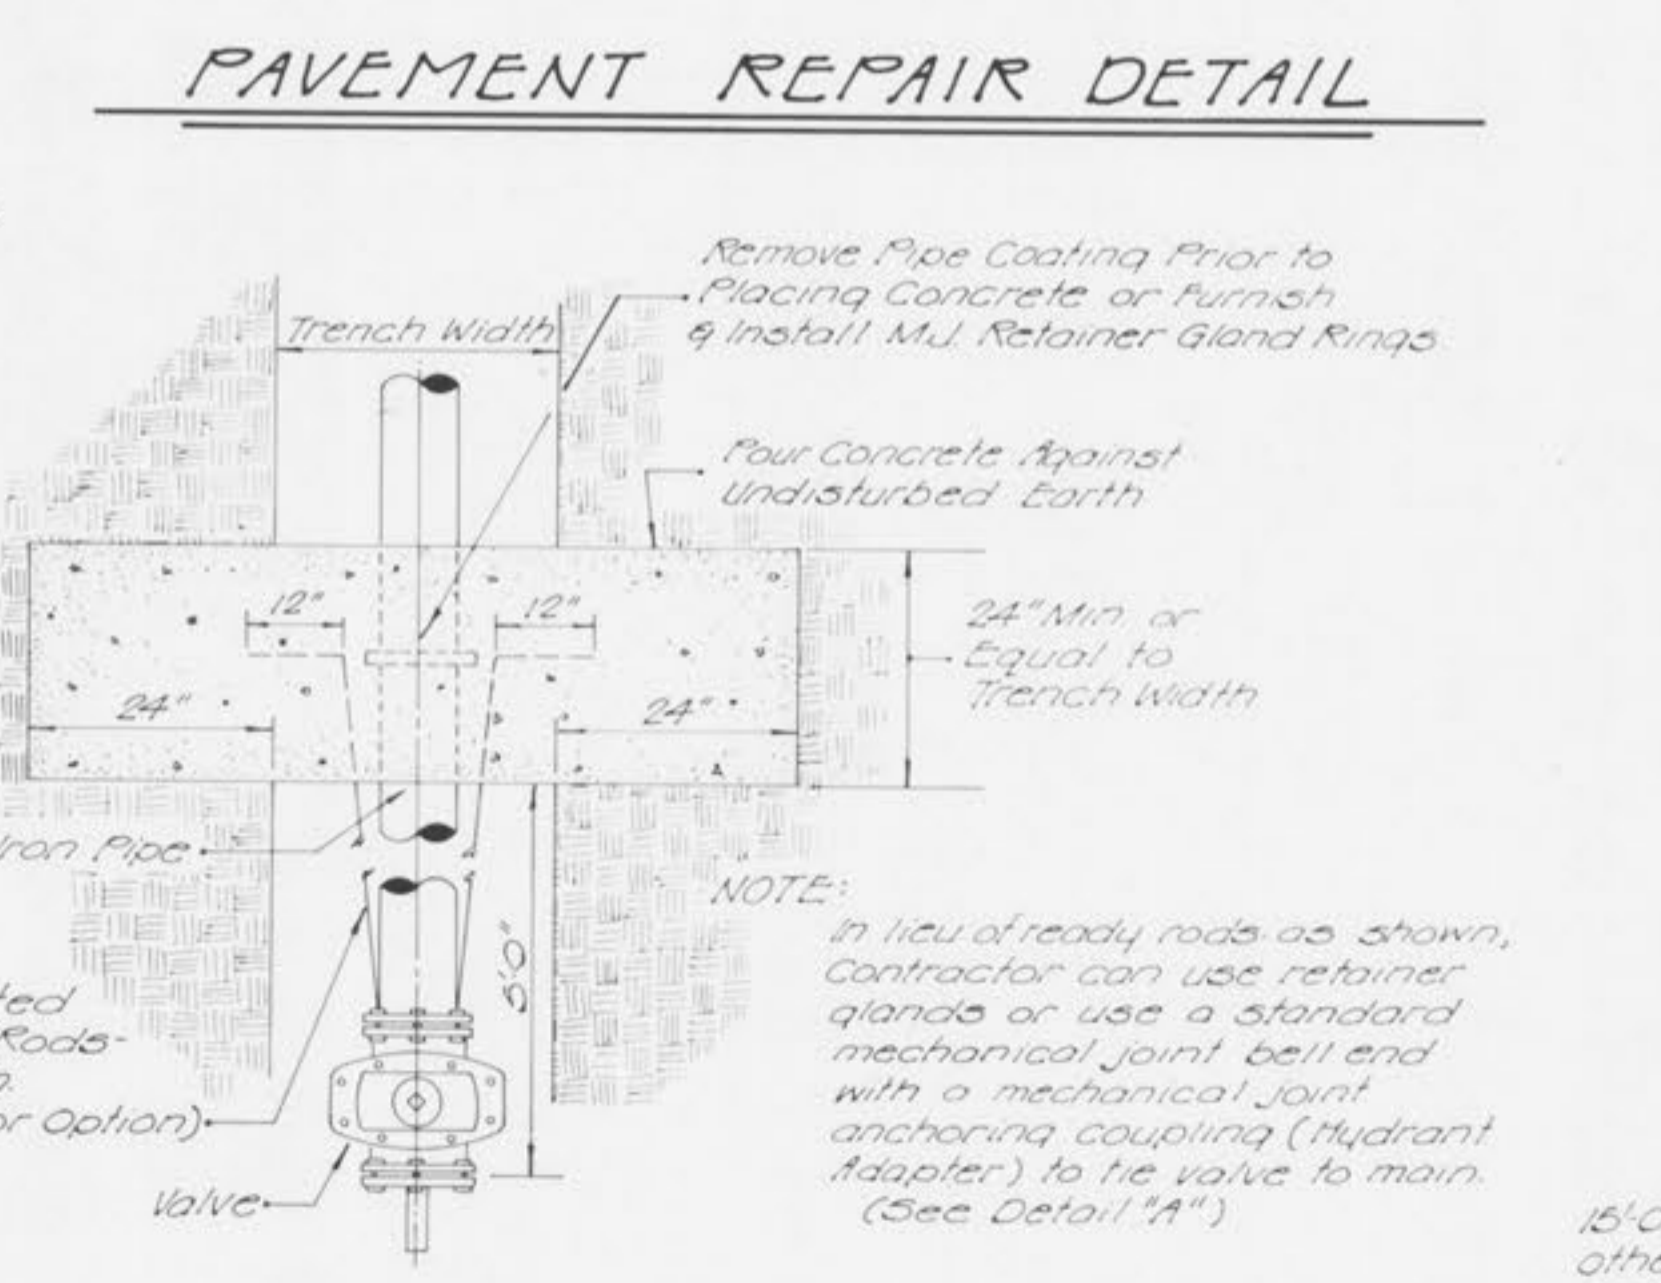 PAVEMENT REPAIR DETAIL
Remove Pipe Coating Prior to
Placing Concrete or Furnish
& Install M.J. Retainer Gland Rings
Trench Width
Pour Concrete Against
Undisturbed Earth
12"
12"
24" Min. or
Equal to
Trench Width
24"
24"
Iron Pipe
NOTE:
In lieu of ready rods as shown,
Contractor can use retainer
glands or use a standard
mechanical joint bell end
with a mechanical joint
anchoring coupling (Hydrant
Adapter) to tie valve to main.
(See Detail "A")
5'0"
Rods-
Option)
Valve
15'-